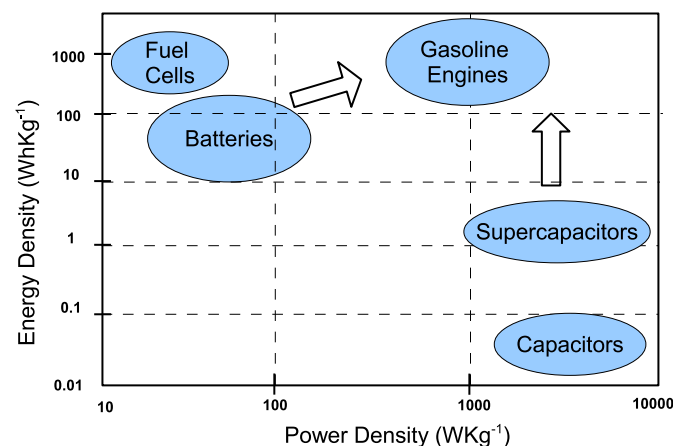 Fuel
Cells
Gasoline
Engines
Batteries
Supercapacitors
Capacitors
Energy Density (WhKg⁻¹)
1000
100
10
1
0.1
0.01
10
100
1000
10000
Power Density (WKg⁻¹)